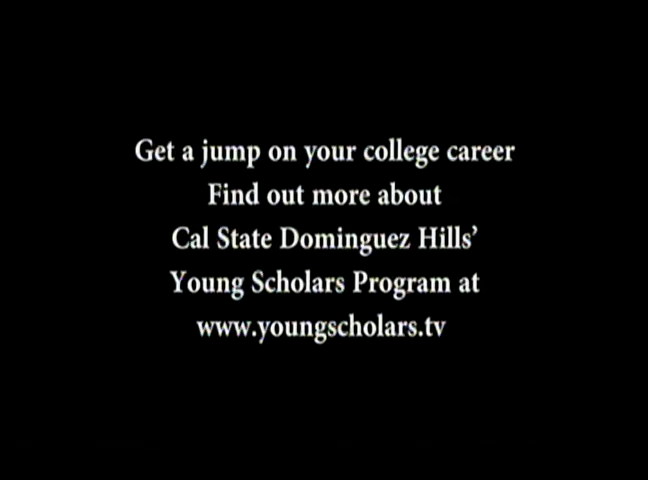 Get a jump on your college career
Find out more about
Cal State Dominguez Hills’
Young Scholars Program at
www.youngscholars.tv